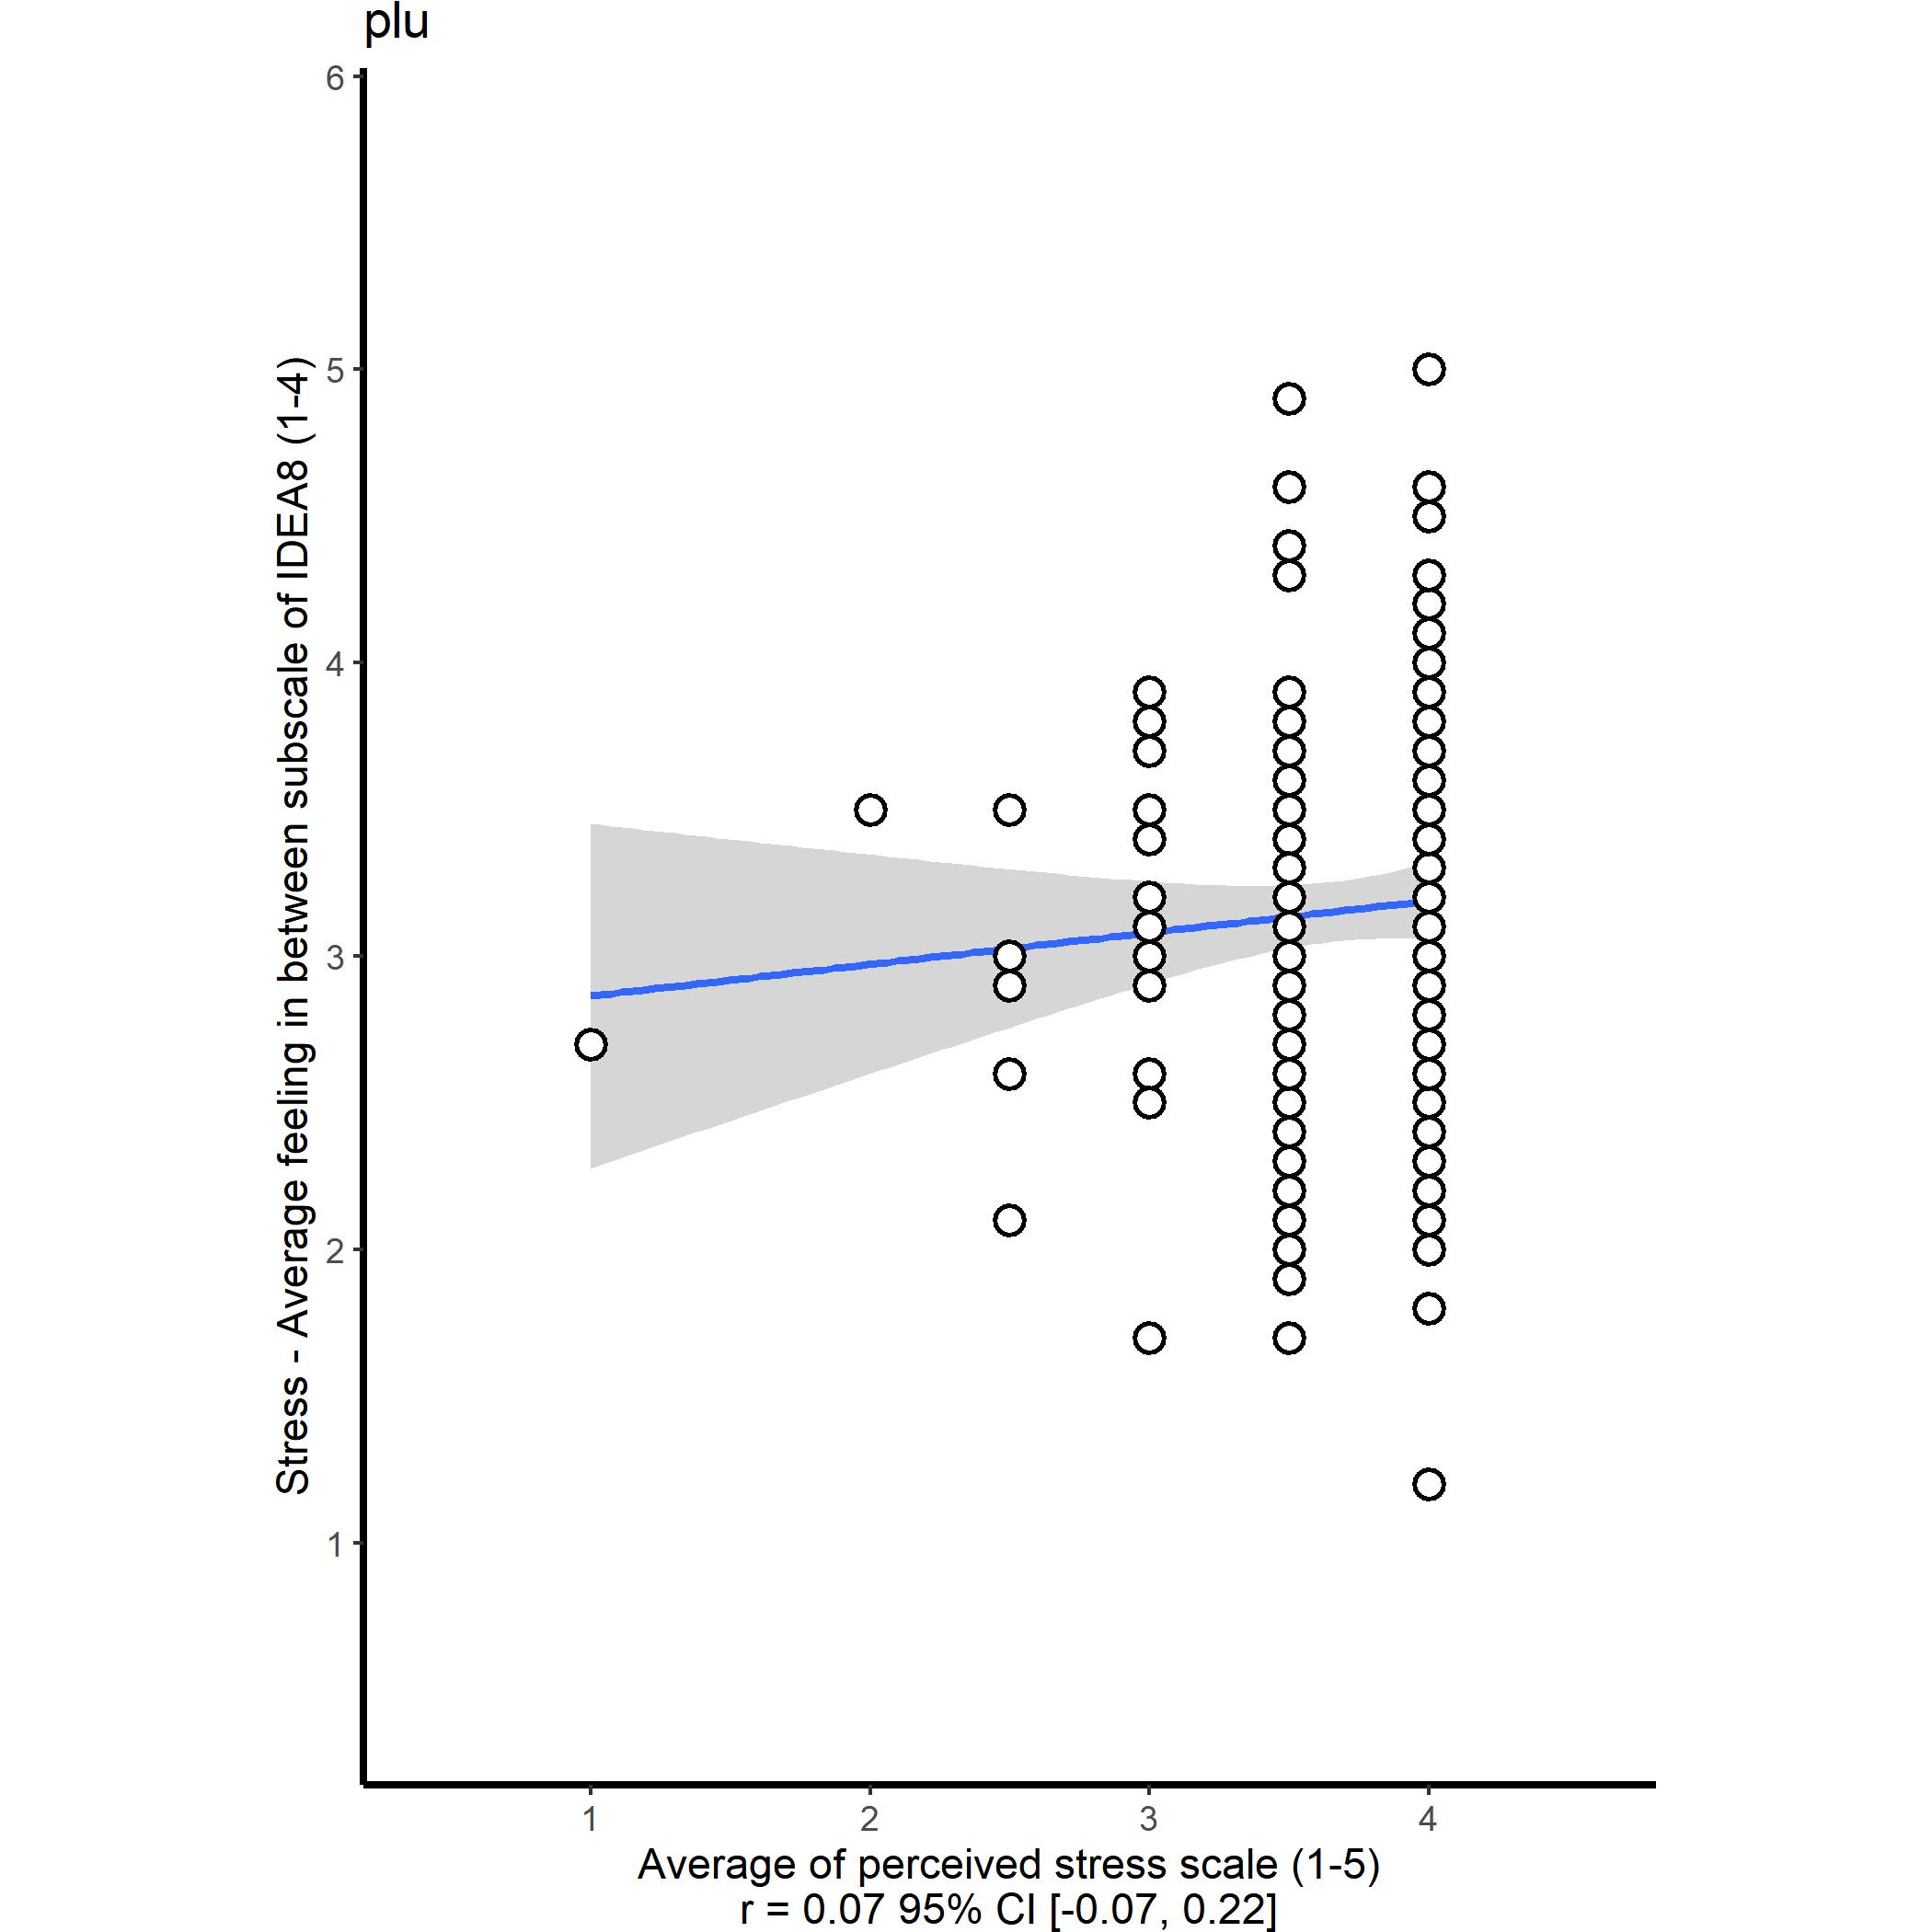 plu
6
5
4
3
2
1
Stress - Average feeling in between subscale of IDEA8 (1-4)
1 2 3 4
Average of perceived stress scale (1-5)
r = 0.07 95% CI [-0.07, 0.22]